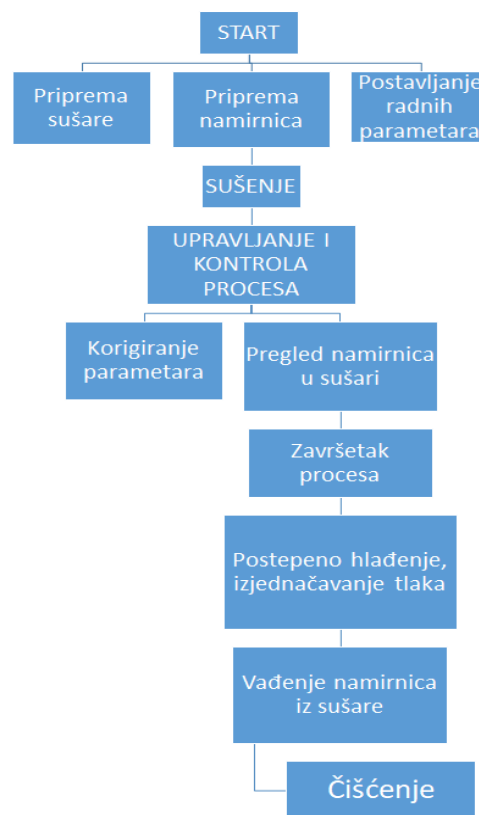 START
Priprema
sušare
Priprema
namirnica
Postavljanje
radnih
parametara
SUŠENJE
UPRAVLJANJE I
KONTROLA
PROCESA
Korigiranje
parametara
Pregled namirnica
u sušari
Završetak
procesa
Postepeno hlađenje,
izjednačavanje tlaka
Vađenje namirnica
iz sušare
Čišćenje